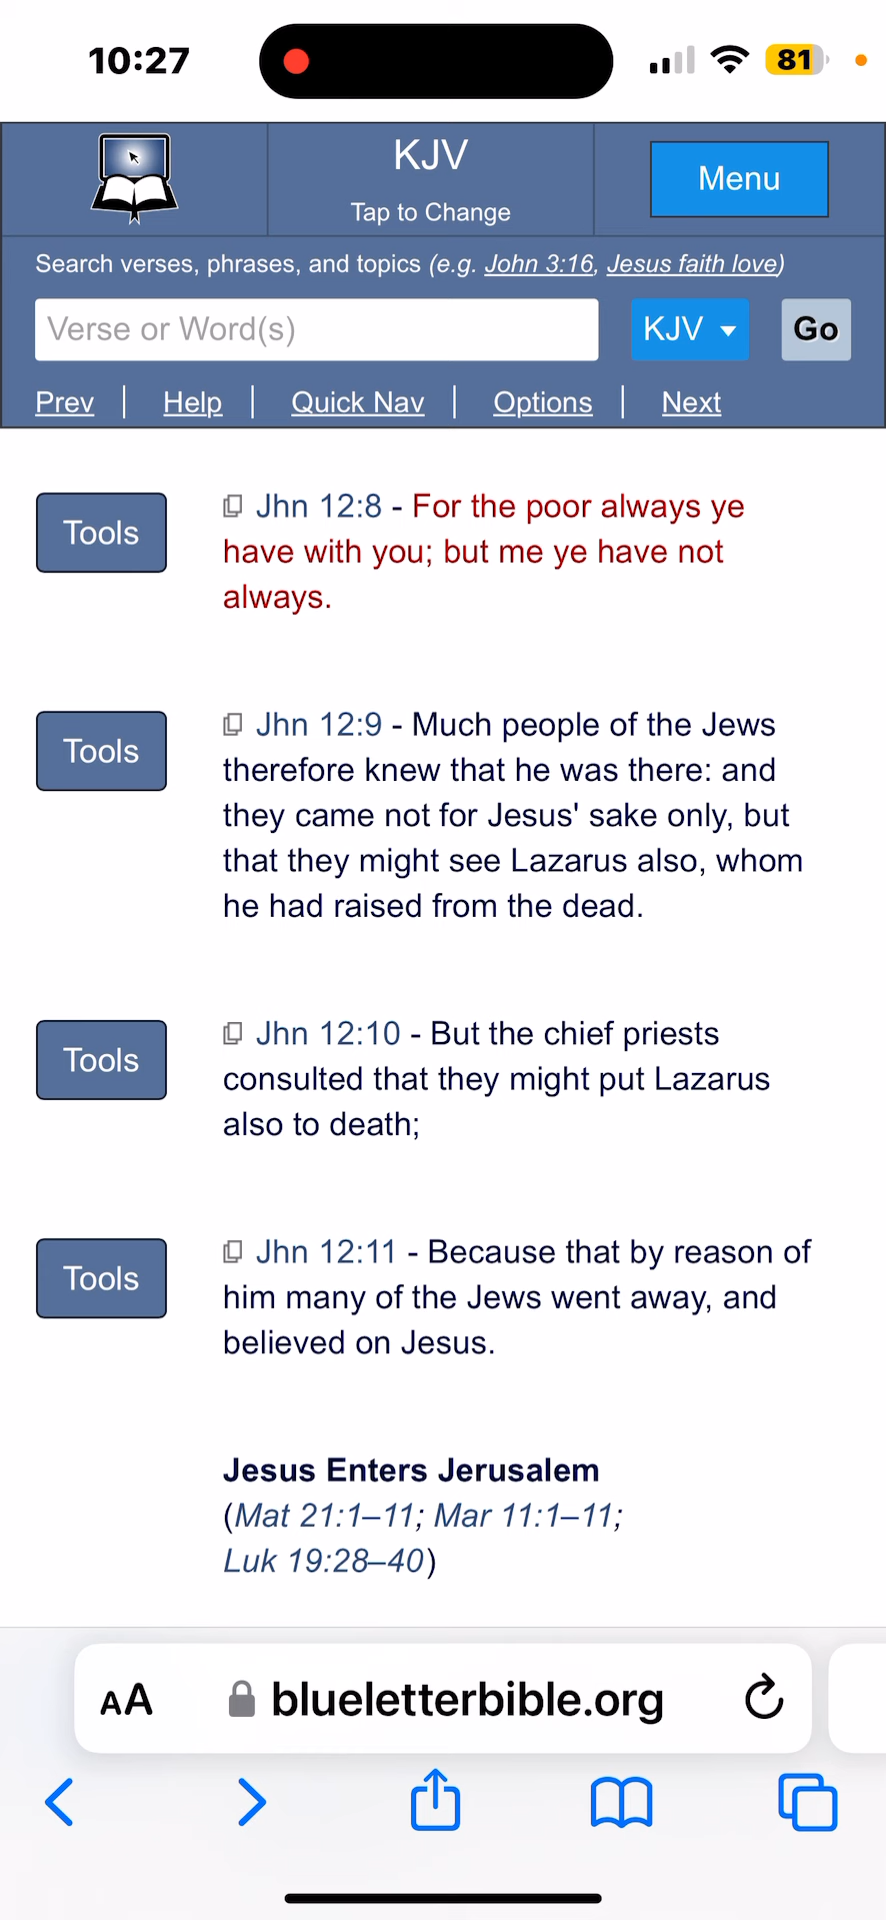 10:27
81
KJV
Tap to Change
Menu
Search verses, phrases, and topics (e.g. John 3:16, Jesus faith love)
Verse or Word(s)
KJV
Go
Prev | Help | Quick Nav | Options | Next
Tools
Jhn 12:8 - For the poor always ye
have with you; but me ye have not
always.
Tools
Jhn 12:9 - Much people of the Jews
therefore knew that he was there: and
they came not for Jesus' sake only, but
that they might see Lazarus also, whom
he had raised from the dead.
Tools
Jhn 12:10 - But the chief priests
consulted that they might put Lazarus
also to death;
Tools
Jhn 12:11 - Because that by reason of
him many of the Jews went away, and
believed on Jesus.
Jesus Enters Jerusalem
(Mat 21:1–11; Mar 11:1–11;
Luk 19:28–40)
AA
blueletterbible.org